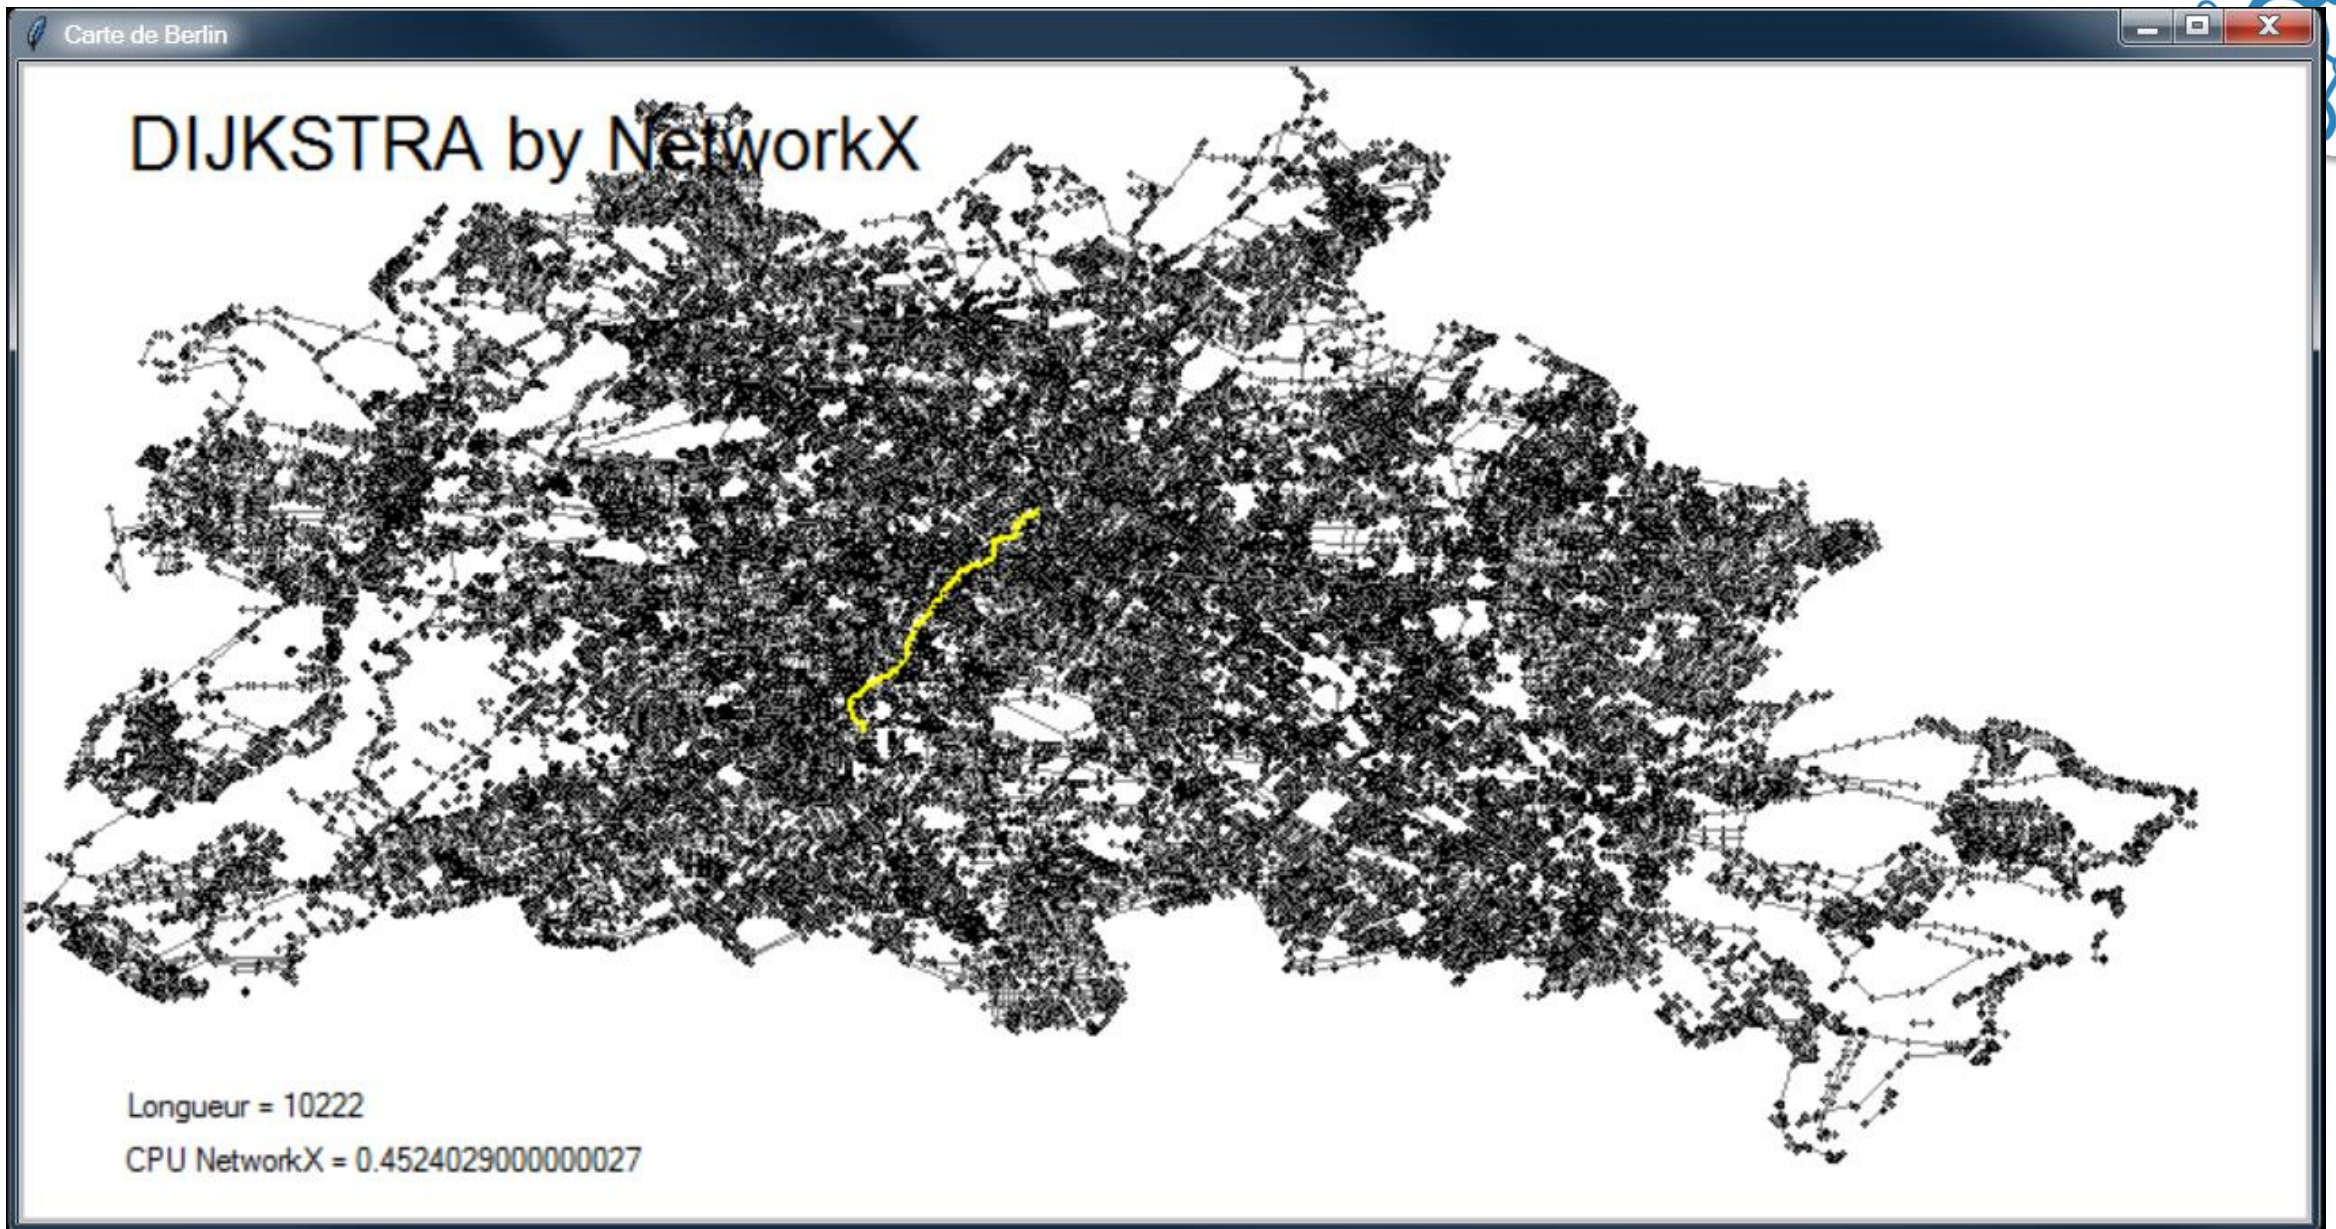 Carte de Berlin
DIJKSTRA by NetworkX
Longueur = 10222
CPU NetworkX = 0.4524029000000027